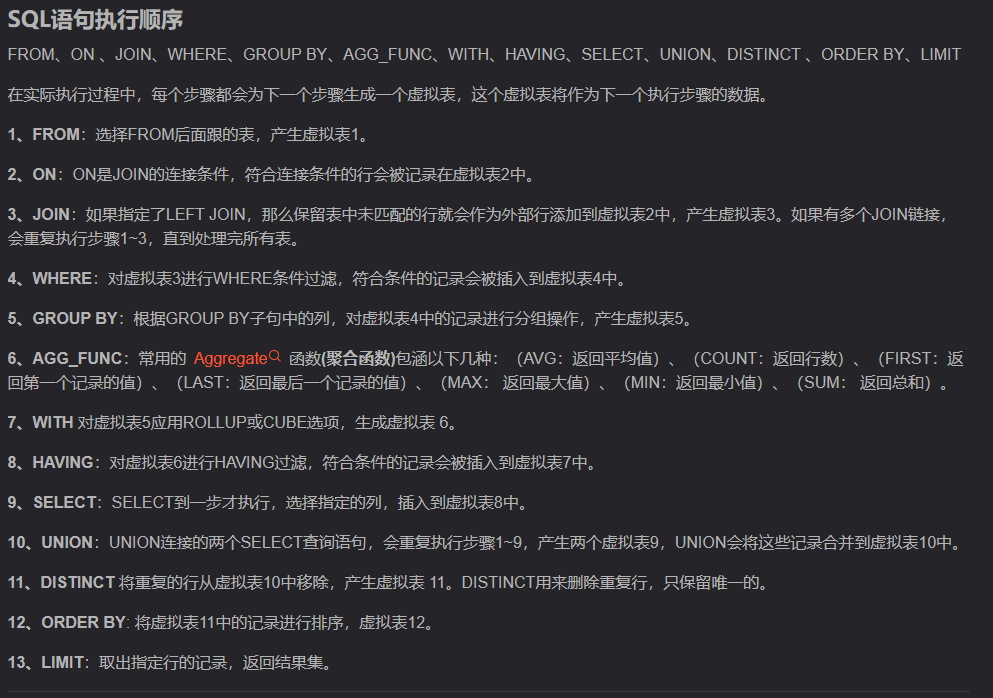 SQL语句执行顺序
FROM、ON 、JOIN、WHERE、GROUP BY、AGG_FUNC、WITH、HAVING、SELECT、UNION、DISTINCT 、ORDER BY、LIMIT
在实际执行过程中，每个步骤都会为下一个步骤生成一个虚拟表，这个虚拟表将作为下一个执行步骤的数据。
1、FROM：选择FROM后面跟的表，产生虚拟表1。
2、ON：ON是JOIN的连接条件，符合连接条件的行会被记录在虚拟表2中。
3、JOIN：如果指定了LEFT JOIN，那么保留表中未匹配的行就会作为外部行添加到虚拟表2中，产生虚拟表3。如果有多个JOIN链接，
会重复执行步骤1~3，直到处理完所有表。
4、WHERE：对虚拟表3进行WHERE条件过滤，符合条件的记录会被插入到虚拟表4中。
5、GROUP BY：根据GROUP BY子句中的列，对虚拟表4中的记录进行分组操作，产生虚拟表5。
6、AGG_FUNC：常用的 Aggregate 函数(聚合函数)包涵以下几种：（AVG：返回平均值）、（COUNT：返回行数）、（FIRST：返
回第一个记录的值）、（LAST：返回最后一个记录的值）、（MAX： 返回最大值）、（MIN：返回最小值）、（SUM： 返回总和）。
7、WITH 对虚拟表5应用ROLLUP或CUBE选项，生成虚拟表 6。
8、HAVING：对虚拟表6进行HAVING过滤，符合条件的记录会被插入到虚拟表7中。
9、SELECT：SELECT到一步才执行，选择指定的列，插入到虚拟表8中。
10、UNION：UNION连接的两个SELECT查询语句，会重复执行步骤1~9，产生两个虚拟表9，UNION会将这些记录合并到虚拟表10中。
11、DISTINCT 将重复的行从虚拟表10中移除，产生虚拟表 11。DISTINCT用来删除重复行，只保留唯一的。
12、ORDER BY: 将虚拟表11中的记录进行排序，虚拟表12。
13、LIMIT：取出指定行的记录，返回结果集。